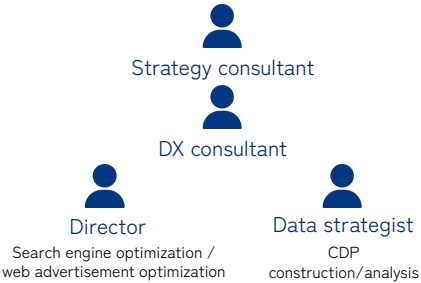 Strategy consultant
DX consultant
Director
Search engine optimization /
web advertisement optimization
Data strategist
CDP
construction/analysis